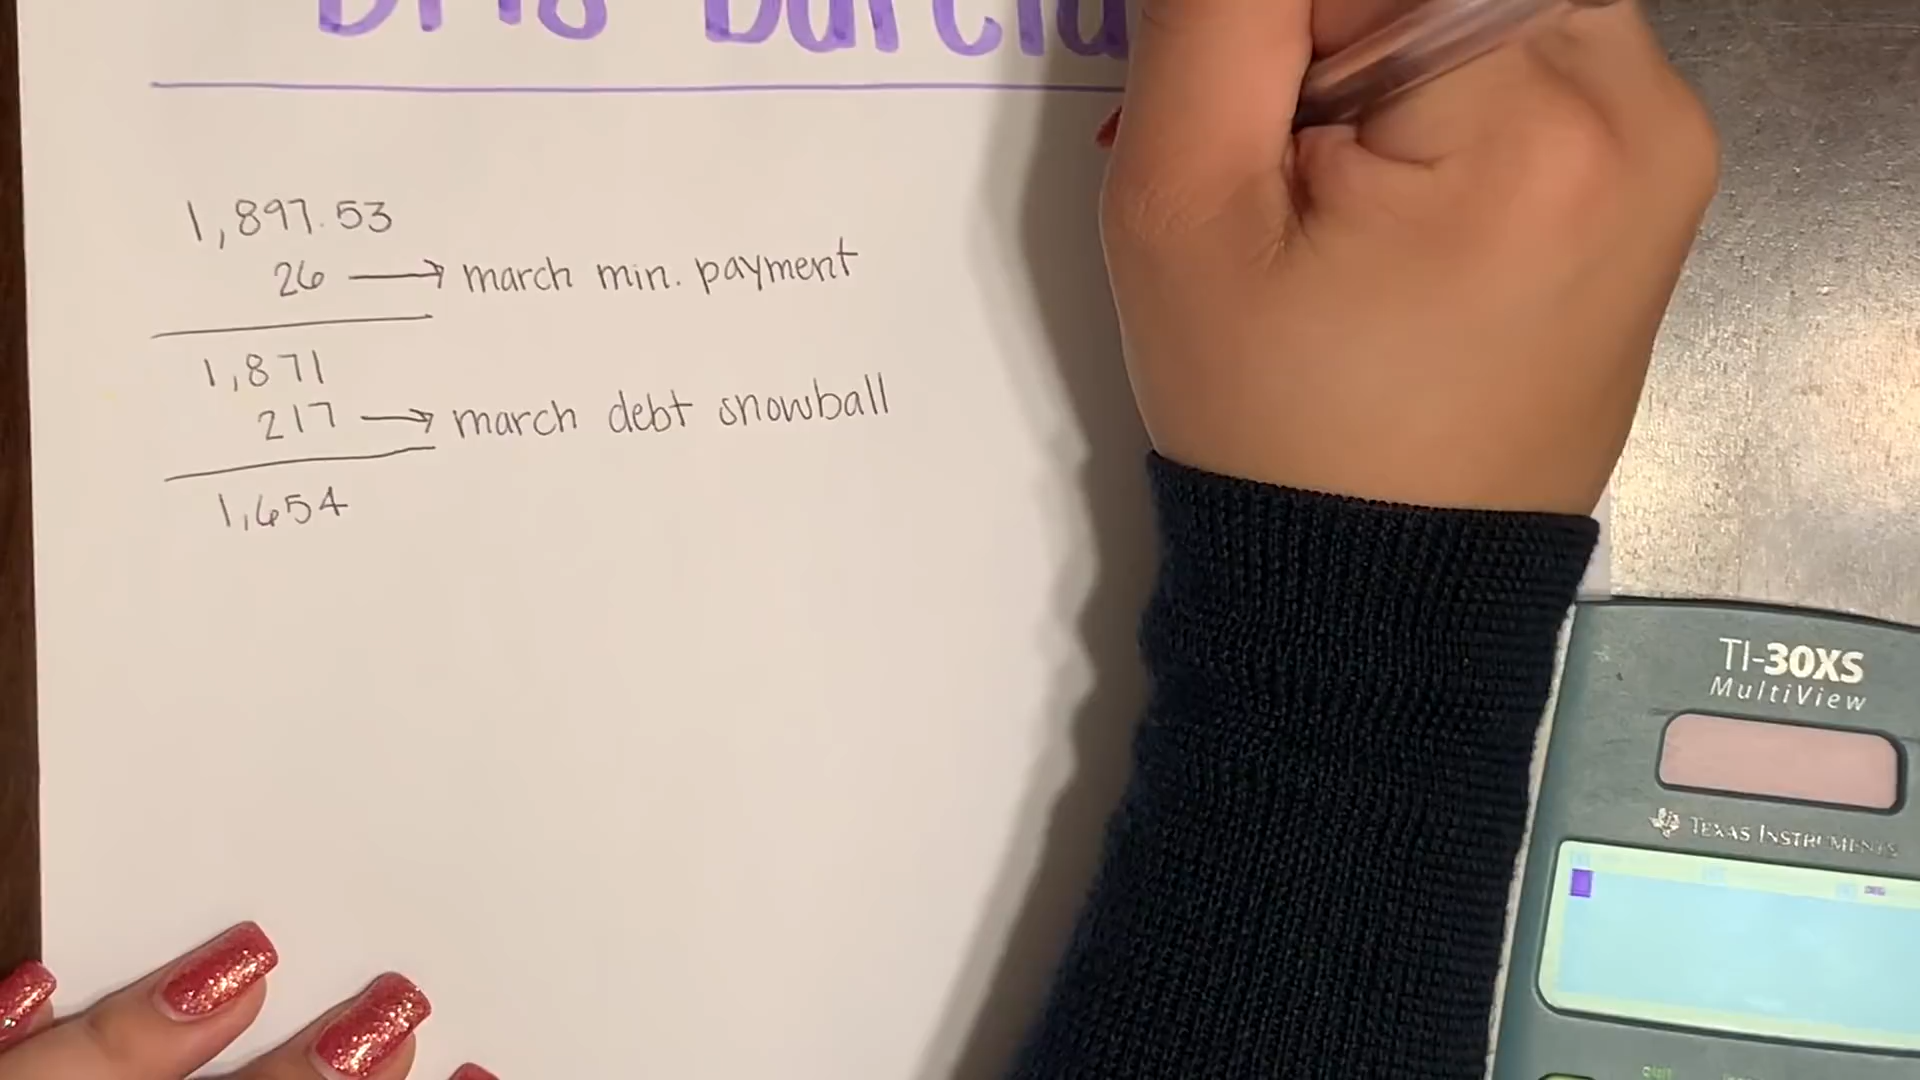 1,897.53
26 → march min. payment
1,871
217 → march debt snowball
1,654
TI-30XS
MultiView
TEXAS INSTRUMENTS